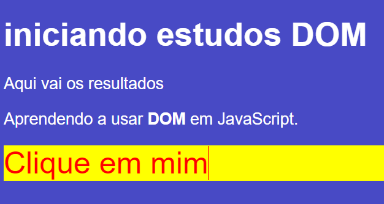 iniciando estudos DOM
Aqui vai os resultados
Aprendendo a usar DOM em JavaScript.
Clique em mim